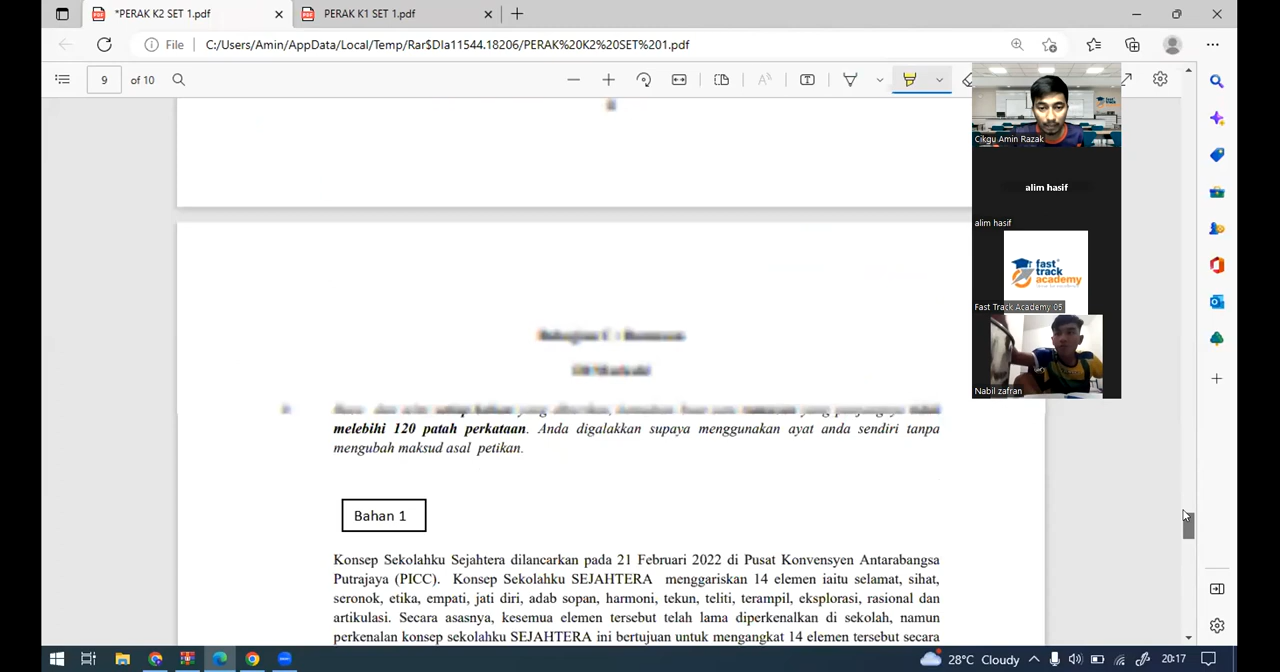 *PERAK K2 SET 1.pdf
PERAK K1 SET 1.pdf
File
C:/Users/Amin/AppData/Local/Temp/Rar$DIa11544.18206/PERAK%20K2%20SET%201.pdf
9 of 10
Cikgu Amin Razak
alim hasif
alim hasif
fast
track
academy
Fast Track Academy 05
Nabil zafran
melebihi 120 patah perkataan. Anda digalakkan supaya menggunakan ayat anda sendiri tanpa
mengubah maksud asal petikan.
Bahan 1
Konsep Sekolahku Sejahtera dilancarkan pada 21 Februari 2022 di Pusat Konvensyen Antarabangsa
Putrajaya (PICC). Konsep Sekolahku SEJAHTERA menggariskan 14 elemen iaitu selamat, sihat,
seronok, etika, empati, jati diri, adab sopan, harmoni, tekun, teliti, terampil, eksplorasi, rasional dan
artikulasi. Secara asasnya, kesemua elemen tersebut telah lama diperkenalkan di sekolah, namun
perkenalan konsep sekolahku SEJAHTERA ini bertujuan untuk mengangkat 14 elemen tersebut secara
28°C Cloudy
20:17